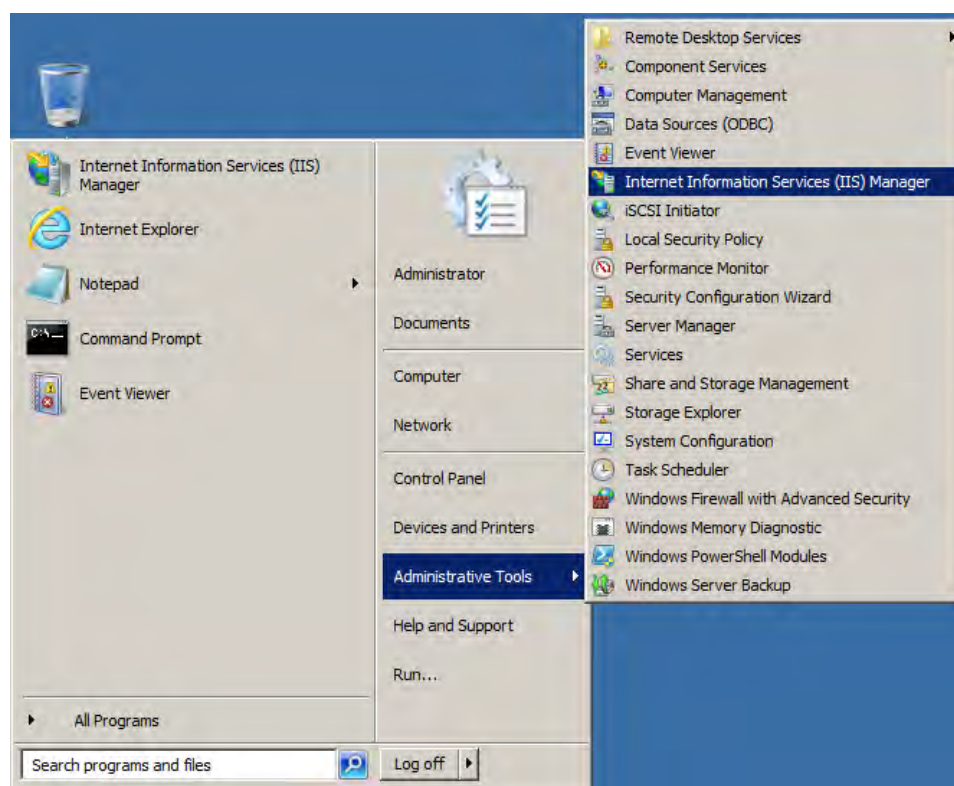 Internet Information Services (IIS)
Manager
Internet Explorer
Notepad
Command Prompt
Event Viewer
All Programs
Search programs and files
Administrator
Documents
Computer
Network
Control Panel
Devices and Printers
Administrative Tools
Help and Support
Run...
Log off
Remote Desktop Services
Component Services
Computer Management
Data Sources (ODBC)
Event Viewer
Internet Information Services (IIS) Manager
iSCSI Initiator
Local Security Policy
Performance Monitor
Security Configuration Wizard
Server Manager
Services
Share and Storage Management
Storage Explorer
System Configuration
Task Scheduler
Windows Firewall with Advanced Security
Windows Memory Diagnostic
Windows PowerShell Modules
Windows Server Backup